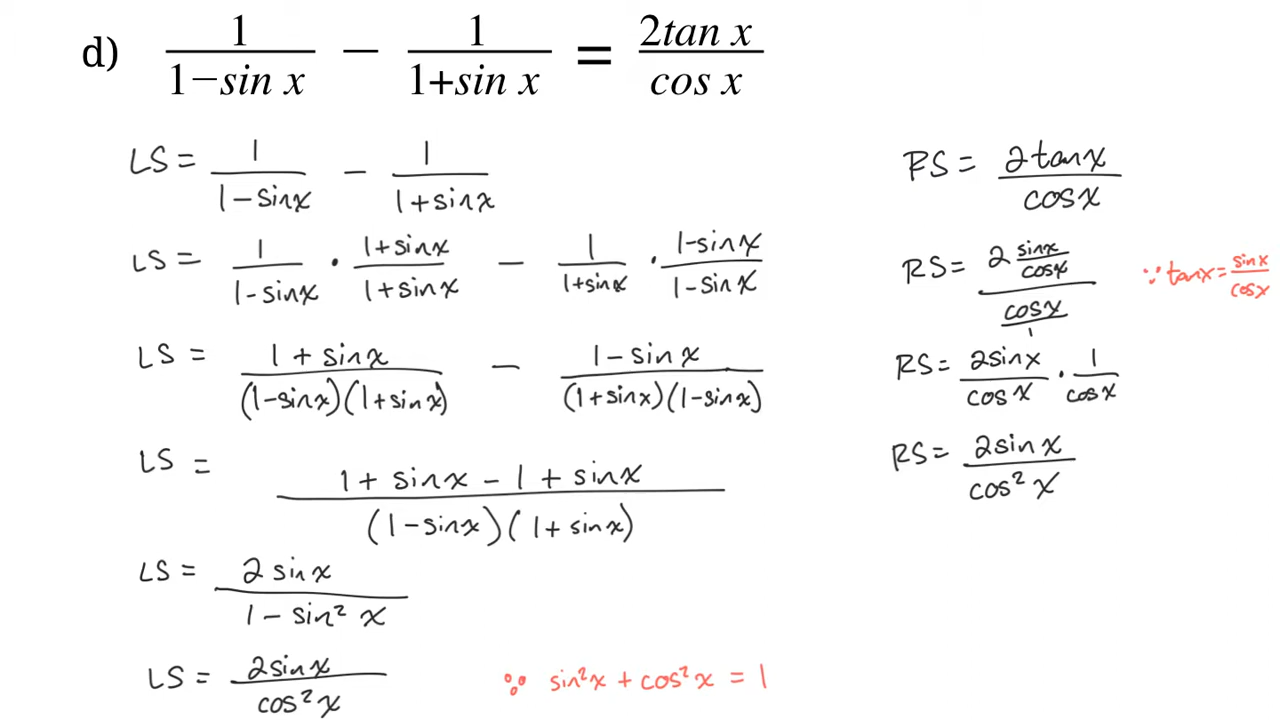 d) 1/(1−sin x) − 1/(1+sin x) = 2tan x/cos x
LS = 1/(1-sinx) - 1/(1+sinx)
LS = 1/(1-sinx) · (1+sinx)/(1+sinx) - 1/(1+sinx) · (1-sinx)/(1-sinx)
LS = (1+sinx)/((1-sinx)(1+sinx)) - (1-sinx)/((1+sinx)(1-sinx))
LS = (1+sinx-1+sinx)/((1-sinx)(1+sinx))
LS = 2sinx/(1-sin²x)
LS = 2sinx/cos²x ∵ sin²x + cos²x = 1
RS = 2tanx/cosx
RS = (2 sinx/cosx)/(cosx/1) ∵ tanx = sinx/cosx
RS = 2sinx/cosx · 1/cosx
RS = 2sinx/cos²x